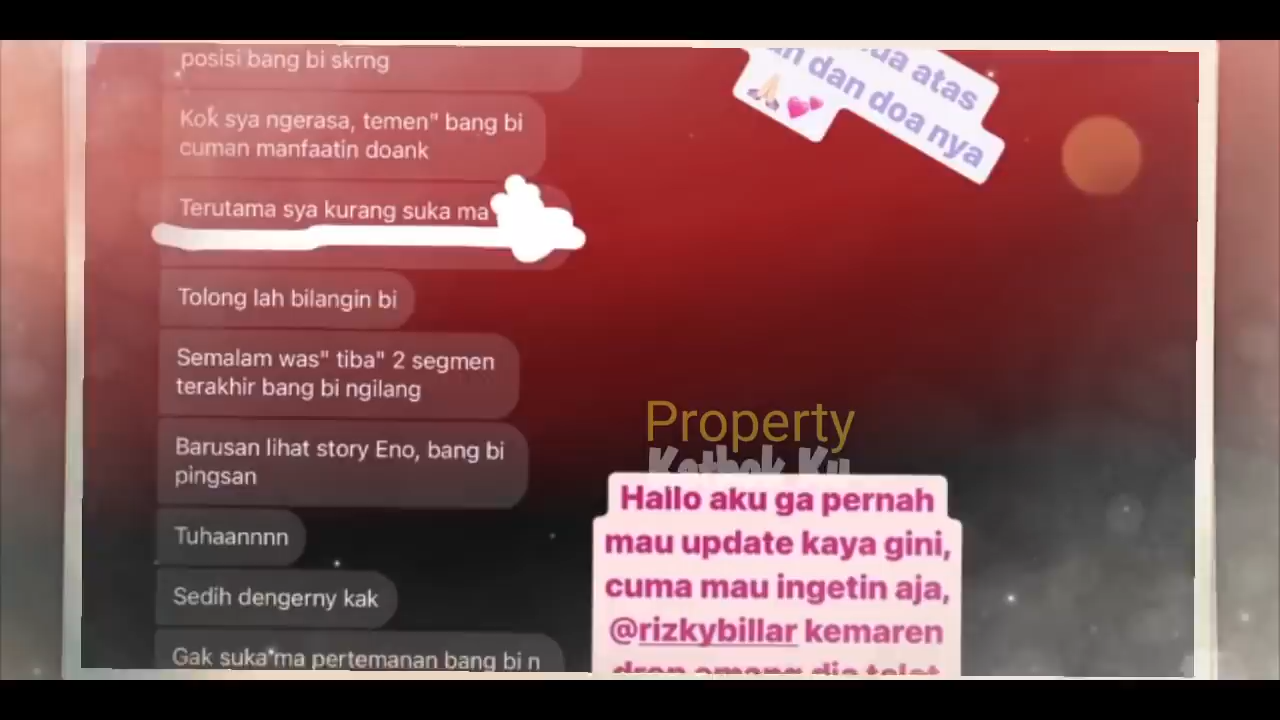 posisi bang bi skrng
Kok sya ngerasa, temen" bang bi
cuman manfaatin doank
Terutama sya kurang suka ma
Tolong lah bilangin bi
Semalam was" tiba" 2 segmen
terakhir bang bi ngilang
Barusan lihat story Eno, bang bi
pingsan
Tuhaannnn
Sedih dengerny kak
Gak suka ma pertemanan bang bi n
atas
dan doa nya
Property
Hallo aku ga pernah
mau update kaya gini,
cuma mau ingetin aja,
@rizkybillar kemaren